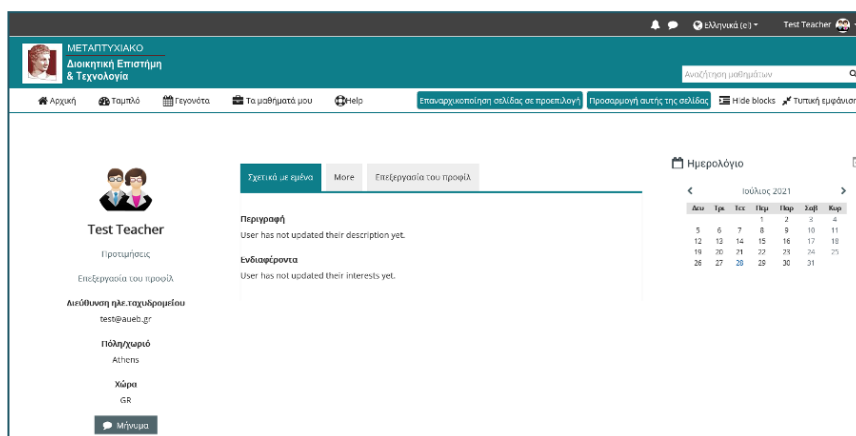 Ελληνικά (el)
Test Teacher
ΜΕΤΑΠΤΥΧΙΑΚΟ
Διοικητική Επιστήμη
& Τεχνολογία
Αναζήτηση μαθημάτων
Αρχική Ταμπλό Γεγονότα Τα μαθήματά μου Help Επαναρχικοποίηση σελίδας σε προεπιλογή Προσαρμογή αυτής της σελίδας Hide blocks Τυπική εμφάνιση
Test Teacher
Προτιμήσεις
Επεξεργασία του προφίλ
Διεύθυνση ηλε.ταχυδρομείου
test@aueb.gr
Πόλη/χωριό
Athens
Χώρα
GR
Μήνυμα
Σχετικά με εμένα More Επεξεργασία του προφίλ
Περιγραφή
User has not updated their description yet.
Ενδιαφέροντα
User has not updated their interests yet.
Ημερολόγιο
Ιούλιος 2021
Δευ Τρι Τετ Πεμ Παρ Σαβ Κυρ
1 2 3 4
5 6 7 8 9 10 11
12 13 14 15 16 17 18
19 20 21 22 23 24 25
26 27 28 29 30 31